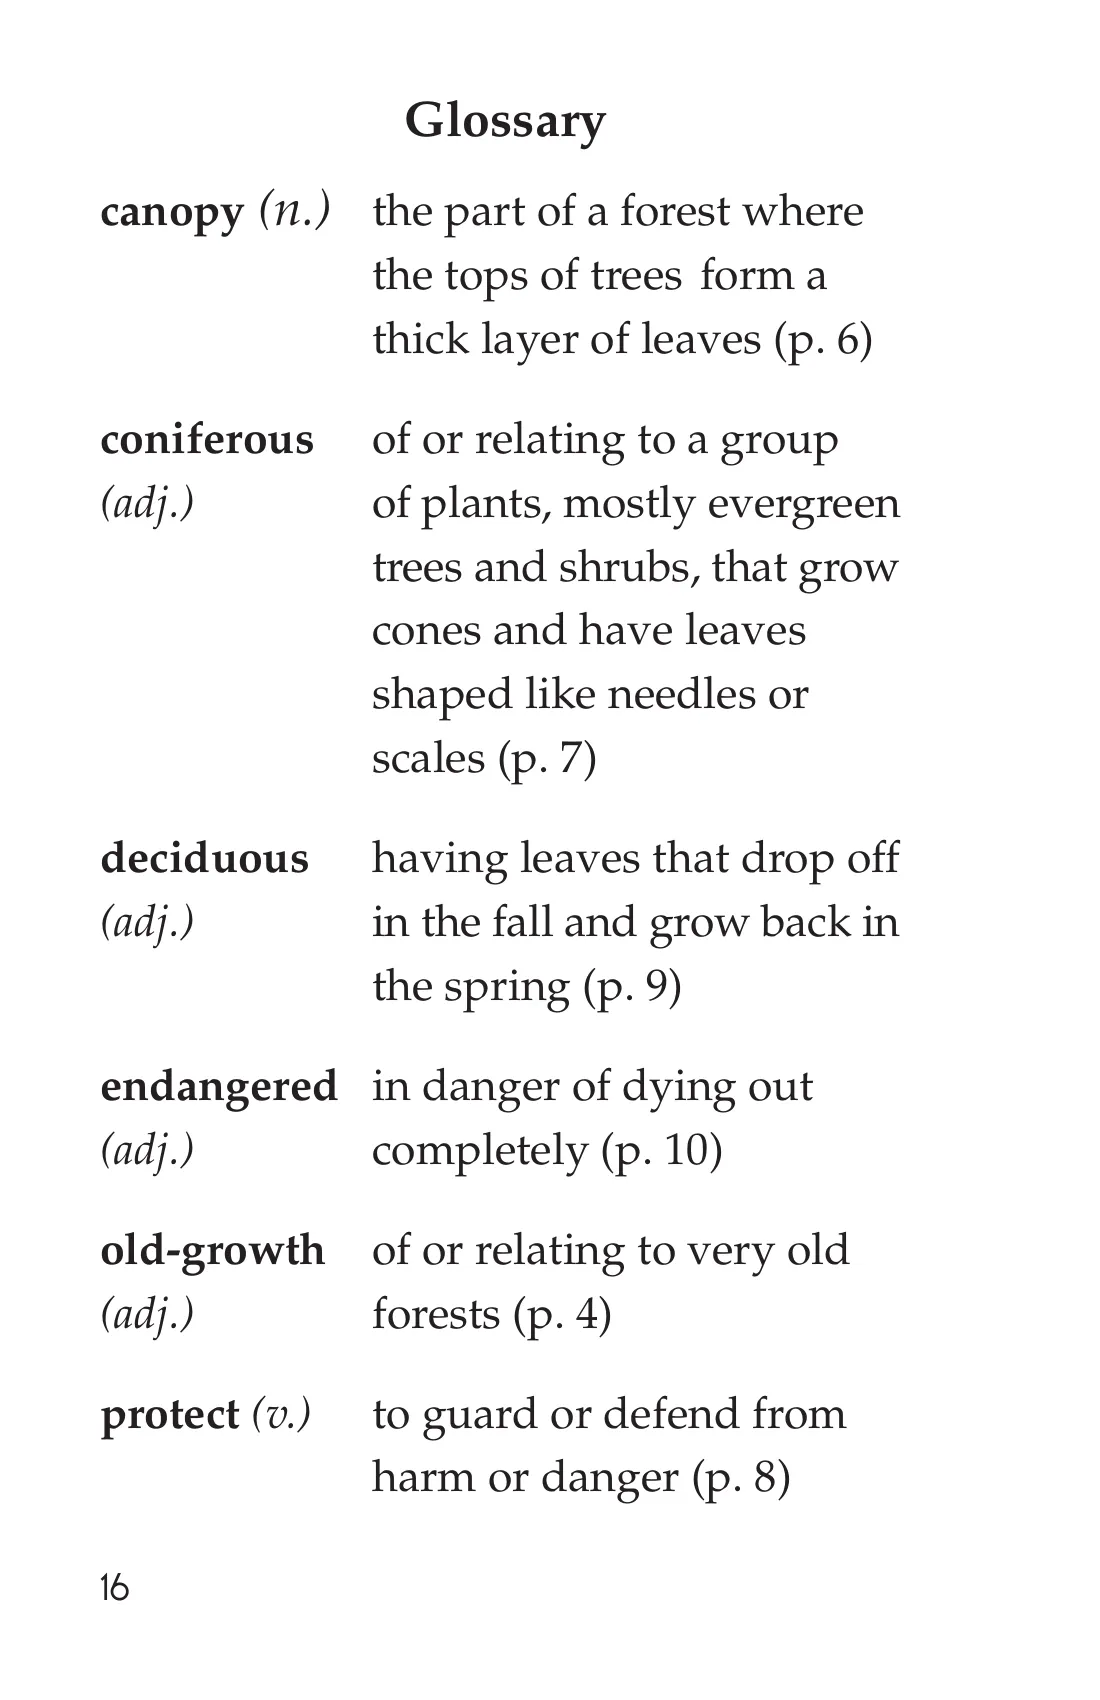 Glossary
canopy (n.) the part of a forest where
the tops of trees form a
thick layer of leaves (p. 6)
coniferous of or relating to a group
(adj.) of plants, mostly evergreen
trees and shrubs, that grow
cones and have leaves
shaped like needles or
scales (p. 7)
deciduous having leaves that drop off
(adj.) in the fall and grow back in
the spring (p. 9)
endangered in danger of dying out
(adj.) completely (p. 10)
old-growth of or relating to very old
(adj.) forests (p. 4)
protect (v.) to guard or defend from
harm or danger (p. 8)
16